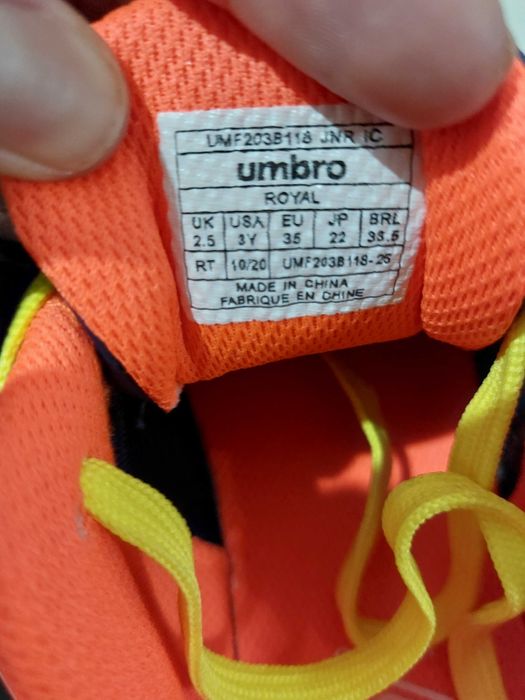 UMF203B118 JNR IC
umbro
ROYAL
UK USA EU JP BRL
2.5 3Y 35 22 33.5
RT 10/20 UMF203B118-26
MADE IN CHINA
FABRIQUE EN CHINE